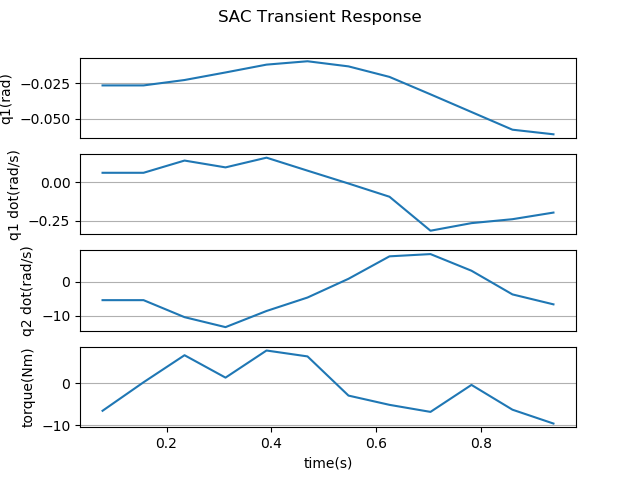 SAC Transient Response
q1(rad)
−0.025
−0.050
q1 dot(rad/s)
0.00
−0.25
q2 dot(rad/s)
0
−10
torque(Nm)
0
−10
0.2 0.4 0.6 0.8
time(s)